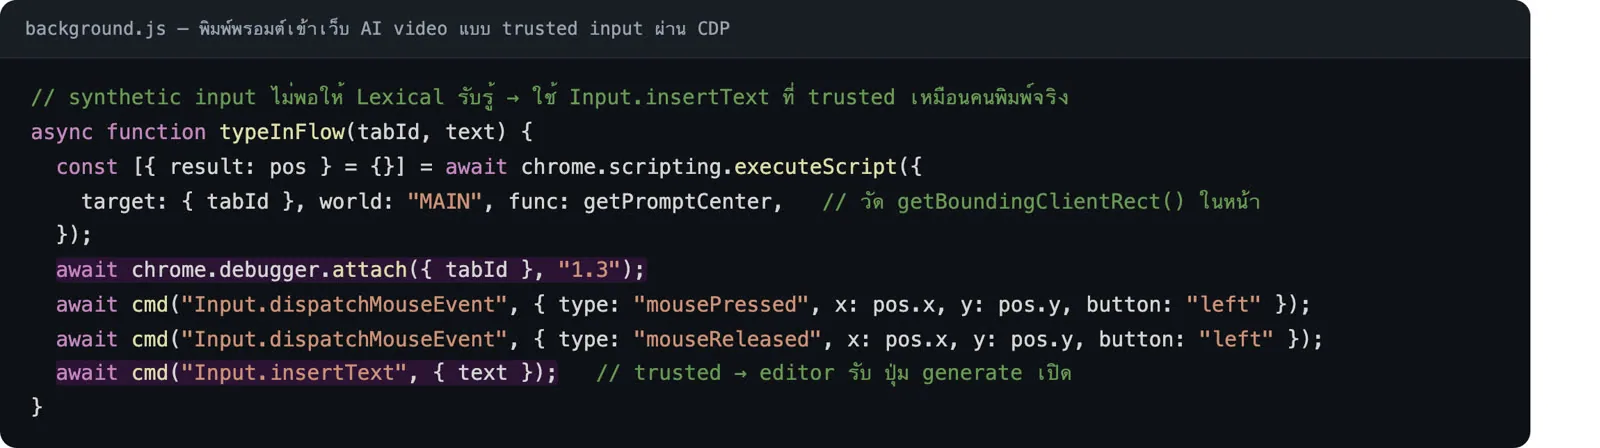 background.js — พิมพ์พรอมต์เข้าเว็บ AI video แบบ trusted input ผ่าน CDP
// synthetic input ไม่พอให้ Lexical รับรู้ → ใช้ Input.insertText ที่ trusted เหมือนคนพิมพ์จริง
async function typeInFlow(tabId, text) {
  const [{ result: pos } = {}] = await chrome.scripting.executeScript({
    target: { tabId }, world: "MAIN", func: getPromptCenter,   // วัด getBoundingClientRect() ในหน้า
  });
  await chrome.debugger.attach({ tabId }, "1.3");
  await cmd("Input.dispatchMouseEvent", { type: "mousePressed", x: pos.x, y: pos.y, button: "left" });
  await cmd("Input.dispatchMouseEvent", { type: "mouseReleased", x: pos.x, y: pos.y, button: "left" });
  await cmd("Input.insertText", { text });   // trusted → editor รับ ปุ่ม generate เปิด
}